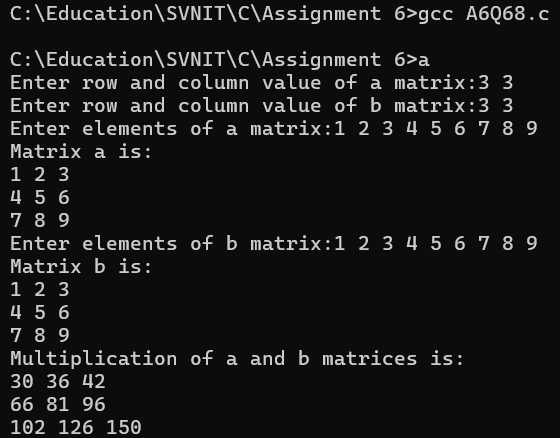 C:\Education\SVNIT\C\Assignment 6>gcc A6Q68.c
C:\Education\SVNIT\C\Assignment 6>a
Enter row and column value of a matrix:3 3
Enter row and column value of b matrix:3 3
Enter elements of a matrix:1 2 3 4 5 6 7 8 9
Matrix a is:
1 2 3
4 5 6
7 8 9
Enter elements of b matrix:1 2 3 4 5 6 7 8 9
Matrix b is:
1 2 3
4 5 6
7 8 9
Multiplication of a and b matrices is:
30 36 42
66 81 96
102 126 150